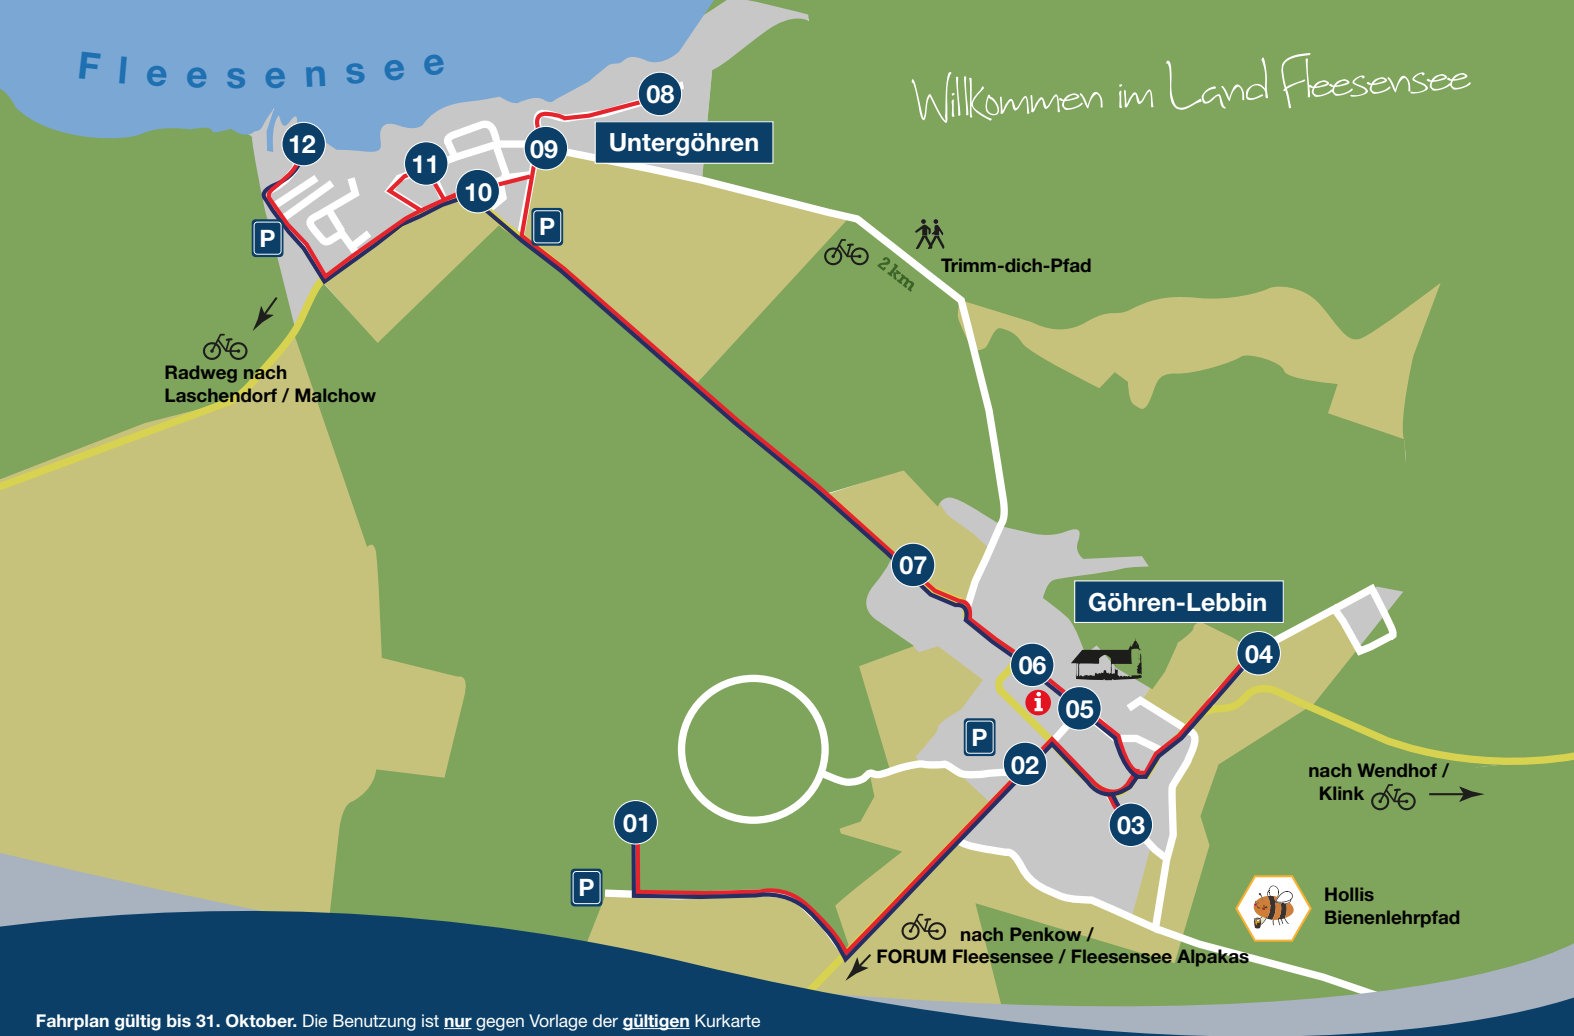 Fleesensee
Willkommen im Land Fleesensee
08
12
09
Untergöhren
11
10
P
P
2 km
Trimm-dich-Pfad
Radweg nach
Laschendorf / Malchow
07
Göhren-Lebbin
06
04
i
05
P
02
nach Wendhof /
Klink
01
03
P
Hollis
Bienenlehrpfad
nach Penkow /
FORUM Fleesensee / Fleesensee Alpakas
Fahrplan gültig bis 31. Oktober. Die Benutzung ist nur gegen Vorlage der gültigen Kurkarte